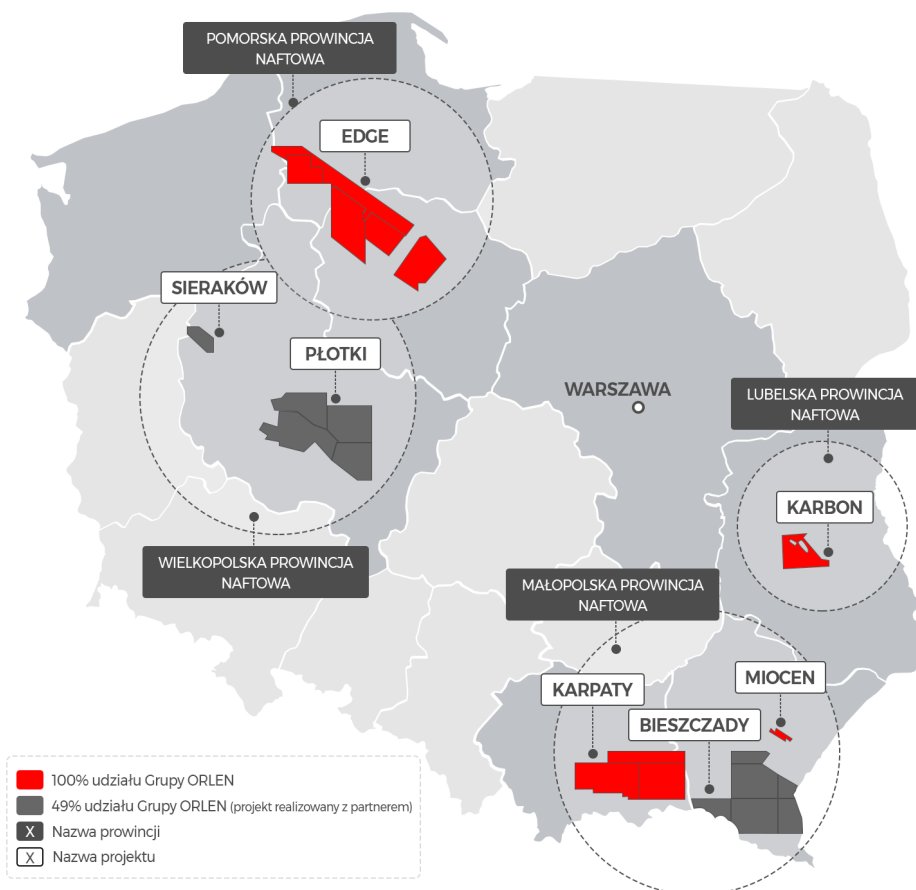 POMORSKA PROWINCJA
NAFTOWA
EDGE
SIERAKÓW
PŁOTKI
WARSZAWA
LUBELSKA PROWINCJA
NAFTOWA
KARBON
WIELKOPOLSKA PROWINCJA
NAFTOWA
MAŁOPOLSKA PROWINCJA
NAFTOWA
KARPATY
MIOCEN
BIESZCZADY
100% udziału Grupy ORLEN
49% udziału Grupy ORLEN (projekt realizowany z partnerem)
X Nazwa prowincji
X Nazwa projektu